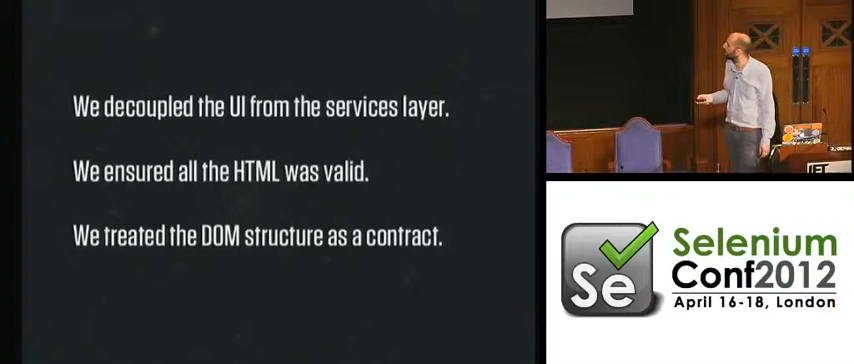 We decoupled the UI from the services layer.
We ensured all the HTML was valid.
We treated the DOM structure as a contract.
IET
Se
Selenium
Conf2012
April 16-18, London